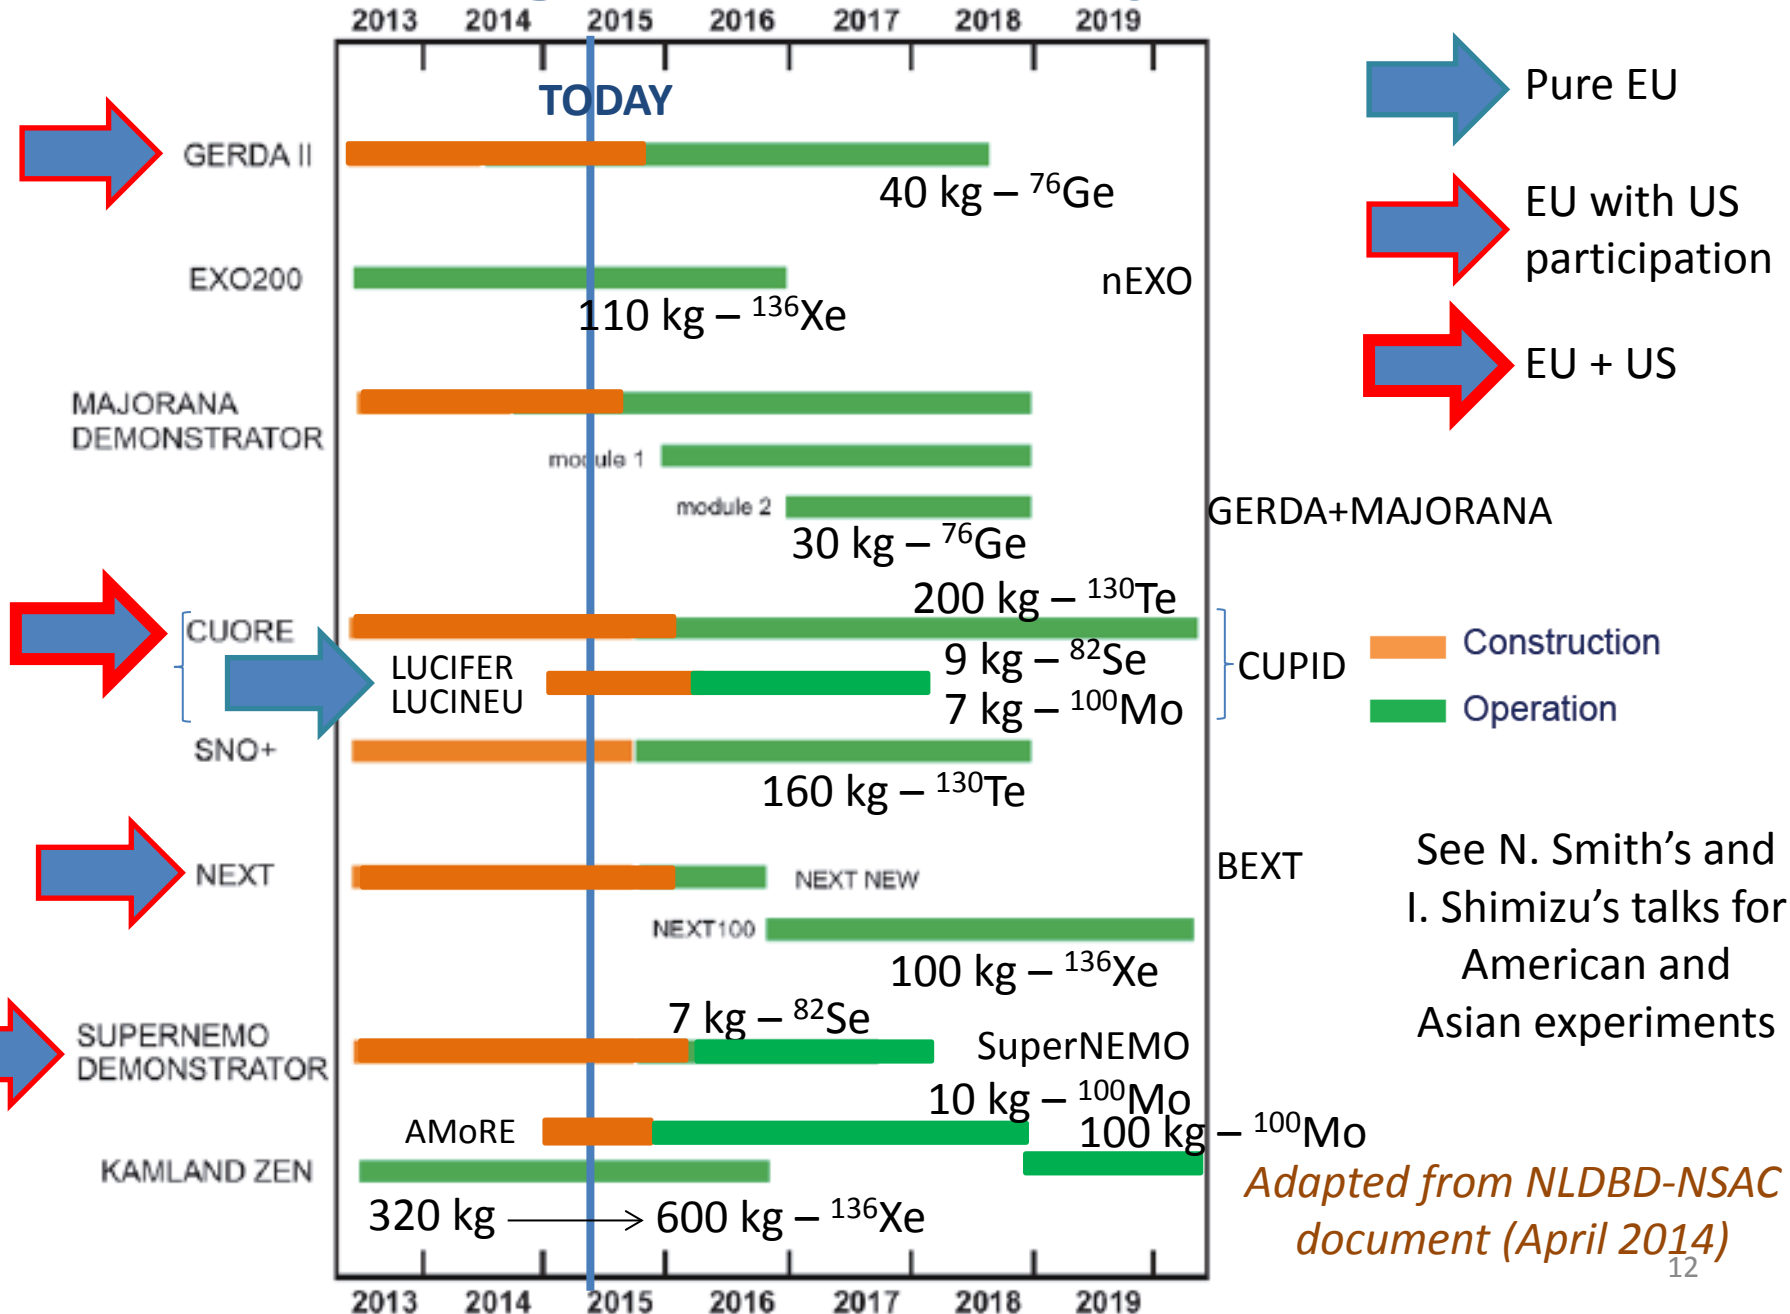 2013 2014 2015 2016 2017 2018 2019
TODAY
Pure EU
GERDA II
40 kg – ⁷⁶Ge
EU with US
participation
EXO200
nEXO
110 kg – ¹³⁶Xe
EU + US
MAJORANA
DEMONSTRATOR
module 1
module 2
GERDA+MAJORANA
30 kg – ⁷⁶Ge
200 kg – ¹³⁰Te
CUORE
Construction
9 kg – ⁸²Se
LUCIFER
LUCINEU
CUPID
7 kg – ¹⁰⁰Mo
Operation
SNO+
160 kg – ¹³⁰Te
NEXT
NEXT NEW
BEXT
See N. Smith’s and
I. Shimizu’s talks for
American and
Asian experiments
NEXT100
100 kg – ¹³⁶Xe
7 kg – ⁸²Se
SUPERNEMO
DEMONSTRATOR
SuperNEMO
10 kg – ¹⁰⁰Mo
AMoRE
100 kg – ¹⁰⁰Mo
KAMLAND ZEN
320 kg → 600 kg – ¹³⁶Xe
Adapted from NLDBD-NSAC
document (April 2014)
12
2013 2014 2015 2016 2017 2018 2019